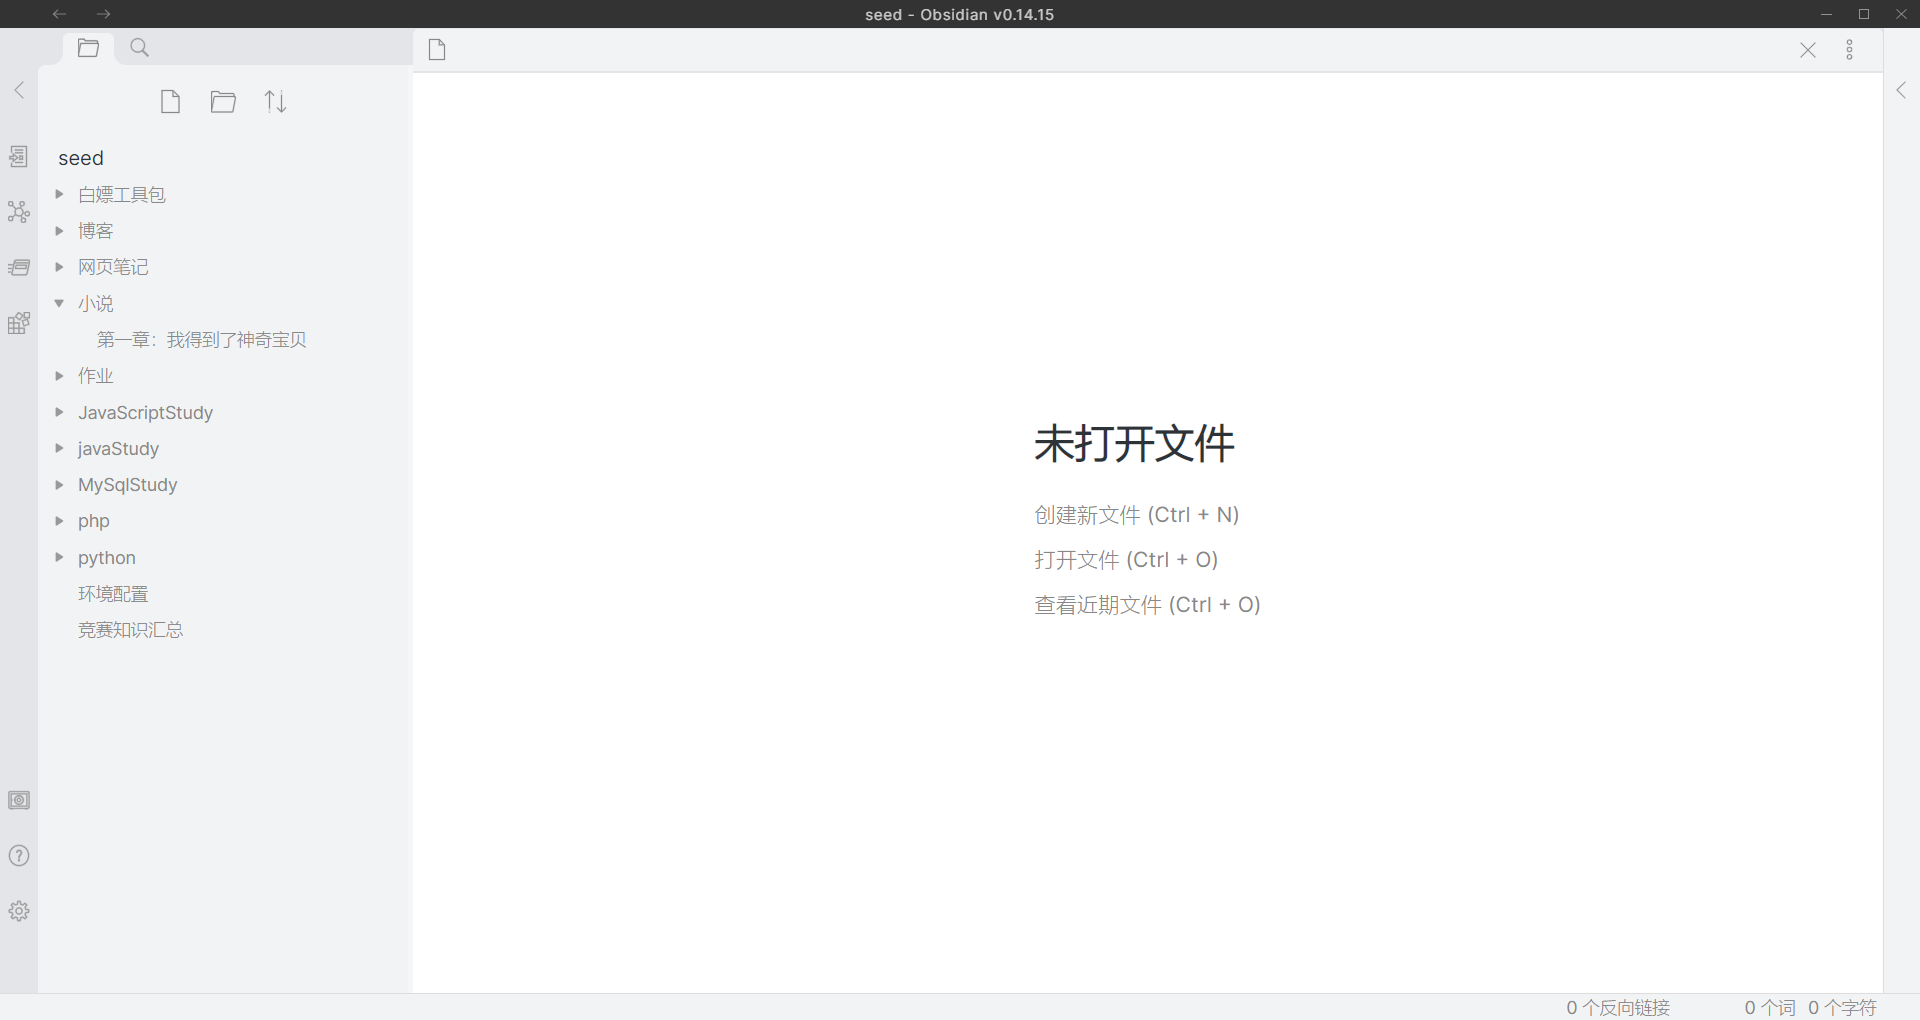 seed - Obsidian v0.14.15
seed
白嫖工具包
博客
网页笔记
小说
第一章：我得到了神奇宝贝
作业
JavaScriptStudy
javaStudy
MySqlStudy
php
python
环境配置
竞赛知识汇总
未打开文件
创建新文件 (Ctrl + N)
打开文件 (Ctrl + O)
查看近期文件 (Ctrl + O)
0 个反向链接 0 个词 0 个字符